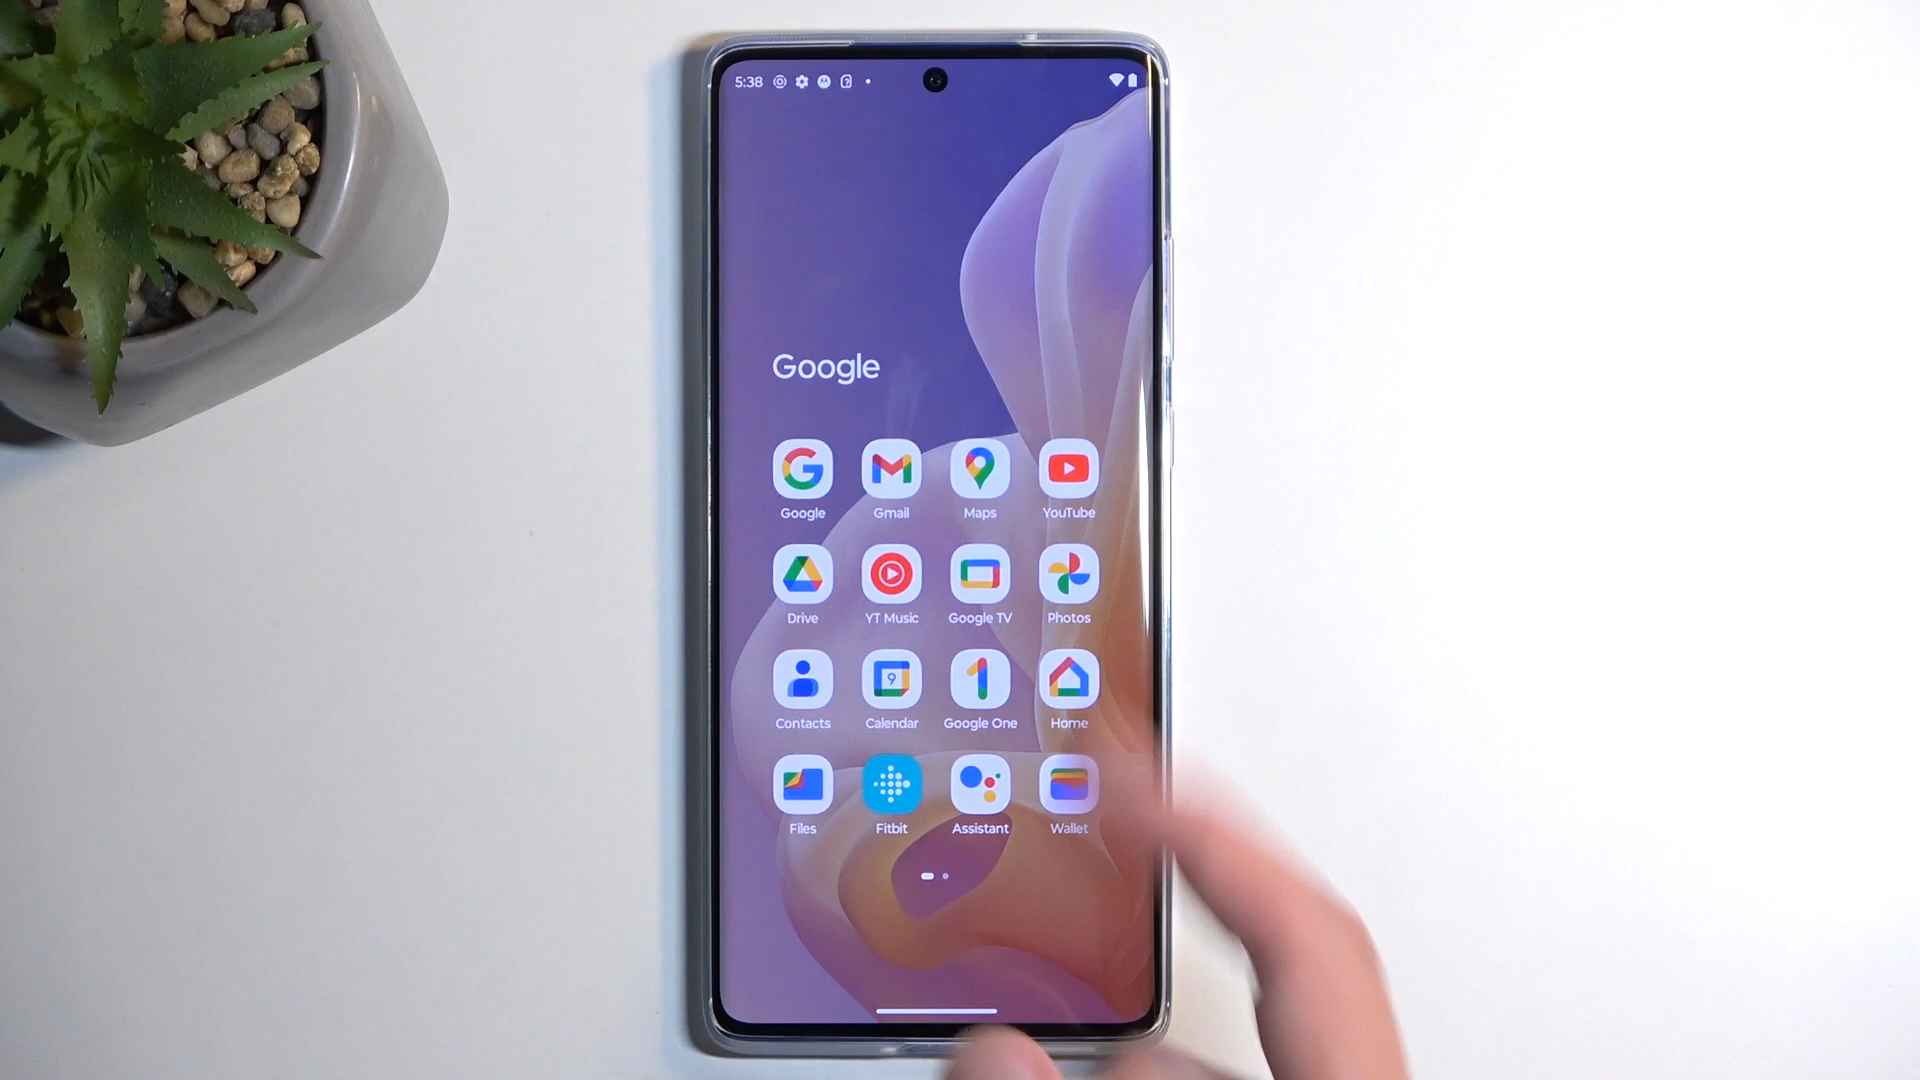 5:38
Google
Google Gmail Maps YouTube
Drive YT Music Google TV Photos
9
Contacts Calendar Google One Home
Files Fitbit Assistant Wallet